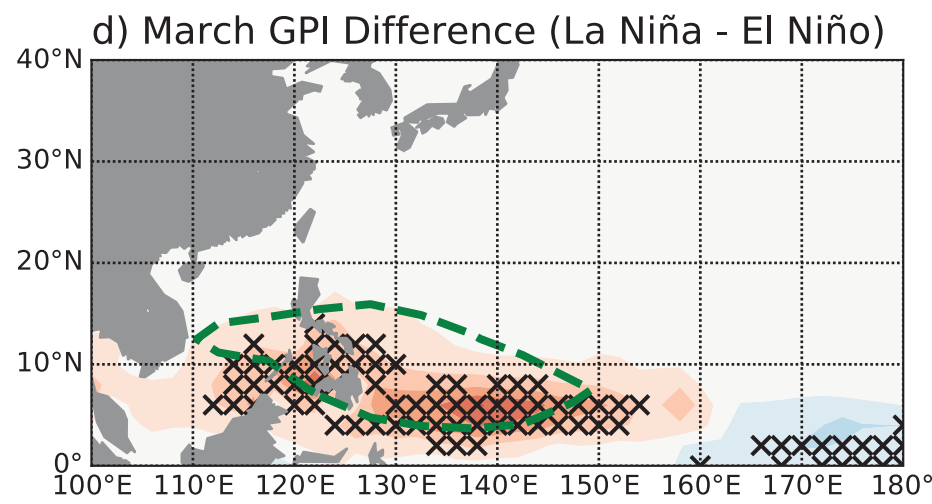 d) March GPI Difference (La Niña - El Niño)
40°N
30°N
20°N
10°N
0°
100°E 110°E 120°E 130°E 140°E 150°E 160°E 170°E 180°